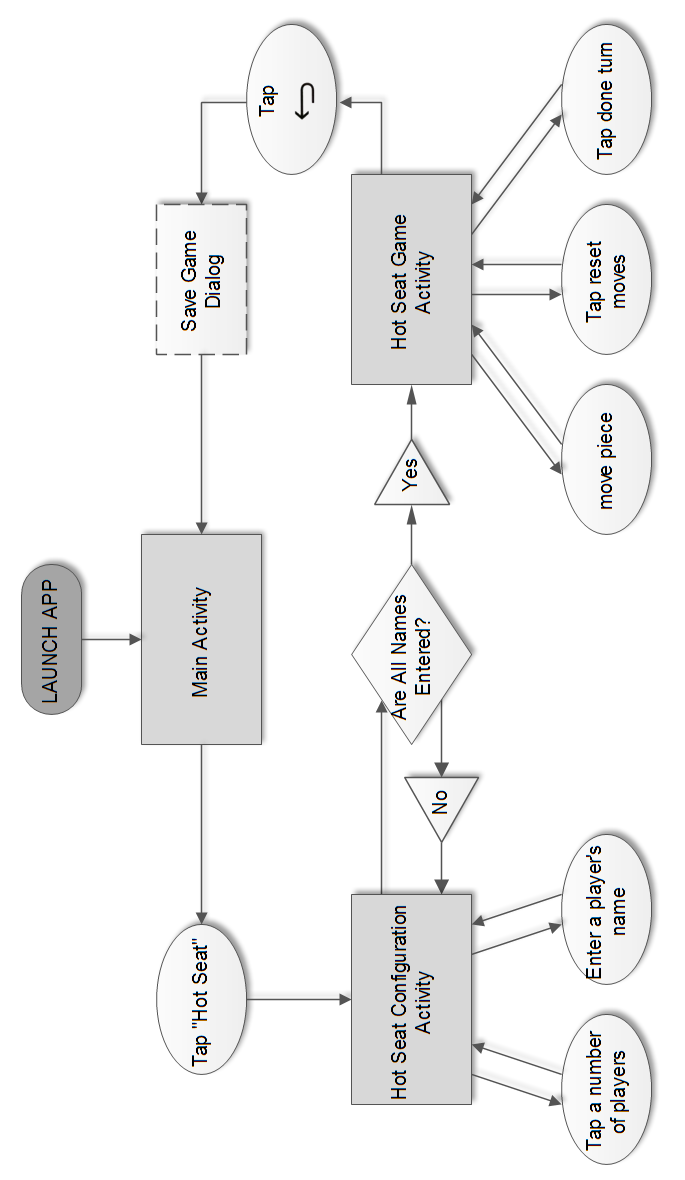 LAUNCH APP
Main Activity
Tap "Hot Seat"
Hot Seat Configuration
Activity
Tap a number
of players
Enter a player's
name
Are All Names
Entered?
No
Yes
Hot Seat Game
Activity
move piece
Tap reset
moves
Tap done turn
Tap
Save Game
Dialog